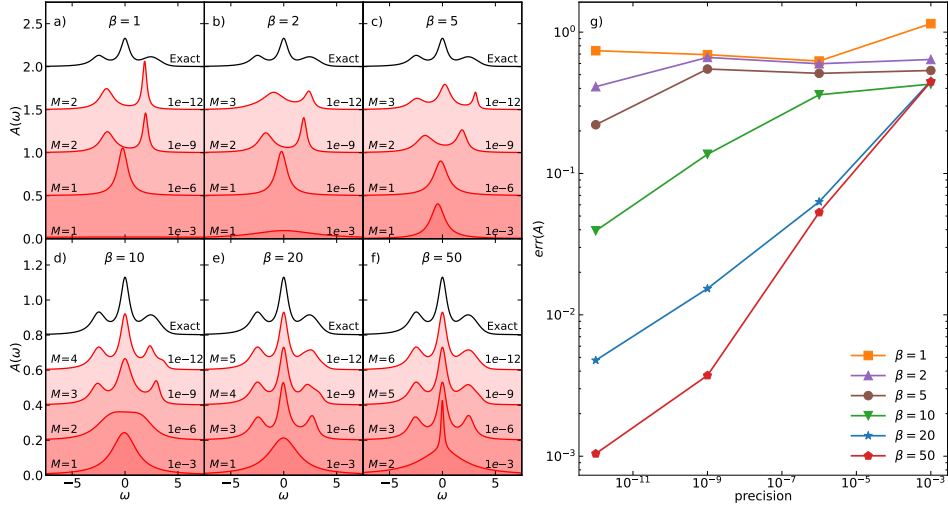 a) β = 1
b) β = 2
c) β = 5
2.5
2.0
1.5
1.0
0.5
0.0
A(ω)
Exact
M=2 1e−12
M=2 1e−9
M=1 1e−6
M=1 1e−3
Exact
M=3 1e−12
M=2 1e−9
M=1 1e−6
M=1 1e−3
Exact
M=3 1e−12
M=2 1e−9
M=1 1e−6
M=1 1e−3
d) β = 10
e) β = 20
f) β = 50
1.2
1.0
0.8
0.6
0.4
0.2
0.0
A(ω)
Exact
M=4 1e−12
M=3 1e−9
M=2 1e−6
M=1 1e−3
Exact
M=5 1e−12
M=4 1e−9
M=3 1e−6
M=1 1e−3
Exact
M=6 1e−12
M=5 1e−9
M=3 1e−6
M=2 1e−3
−5 0 5
−5 0 5
−5 0 5
ω
ω
ω
g)
10⁰
10⁻¹
10⁻²
10⁻³
err(A)
β = 1
β = 2
β = 5
β = 10
β = 20
β = 50
10⁻¹¹ 10⁻⁹ 10⁻⁷ 10⁻⁵ 10⁻³
precision